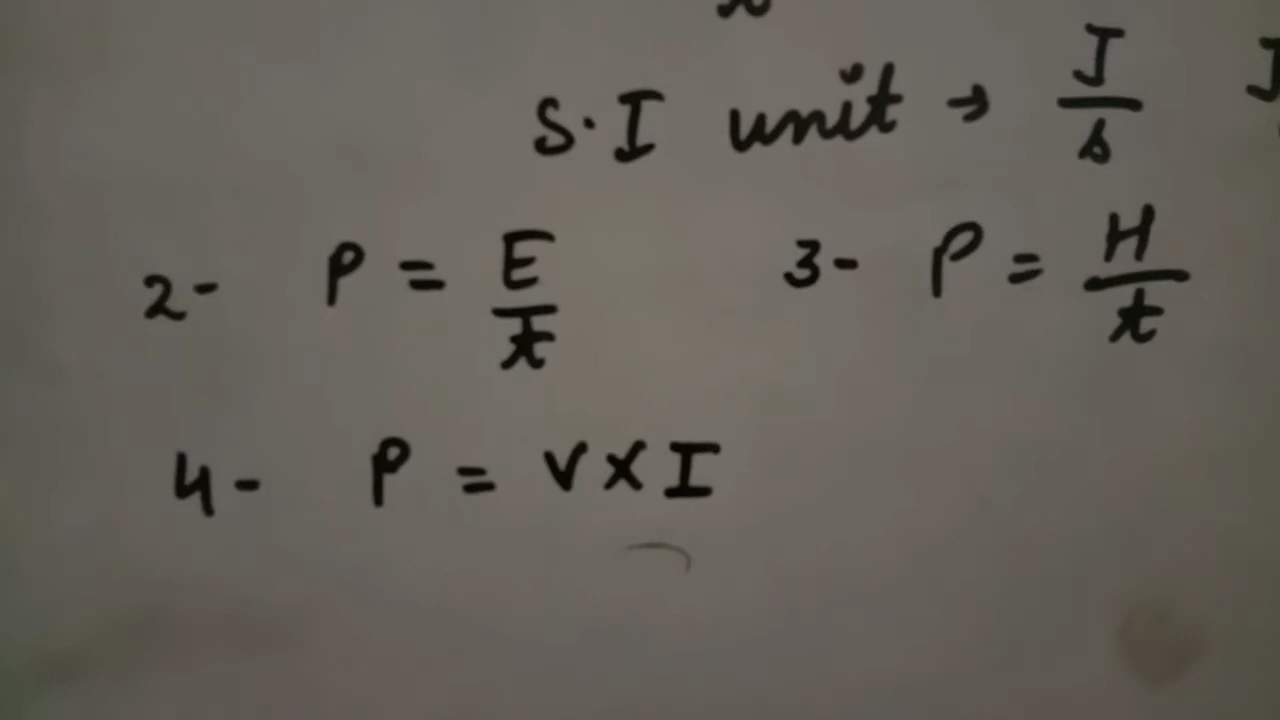 S.I unit → J/s J
2- P = E/t 3- P = H/t
4- P = V×I